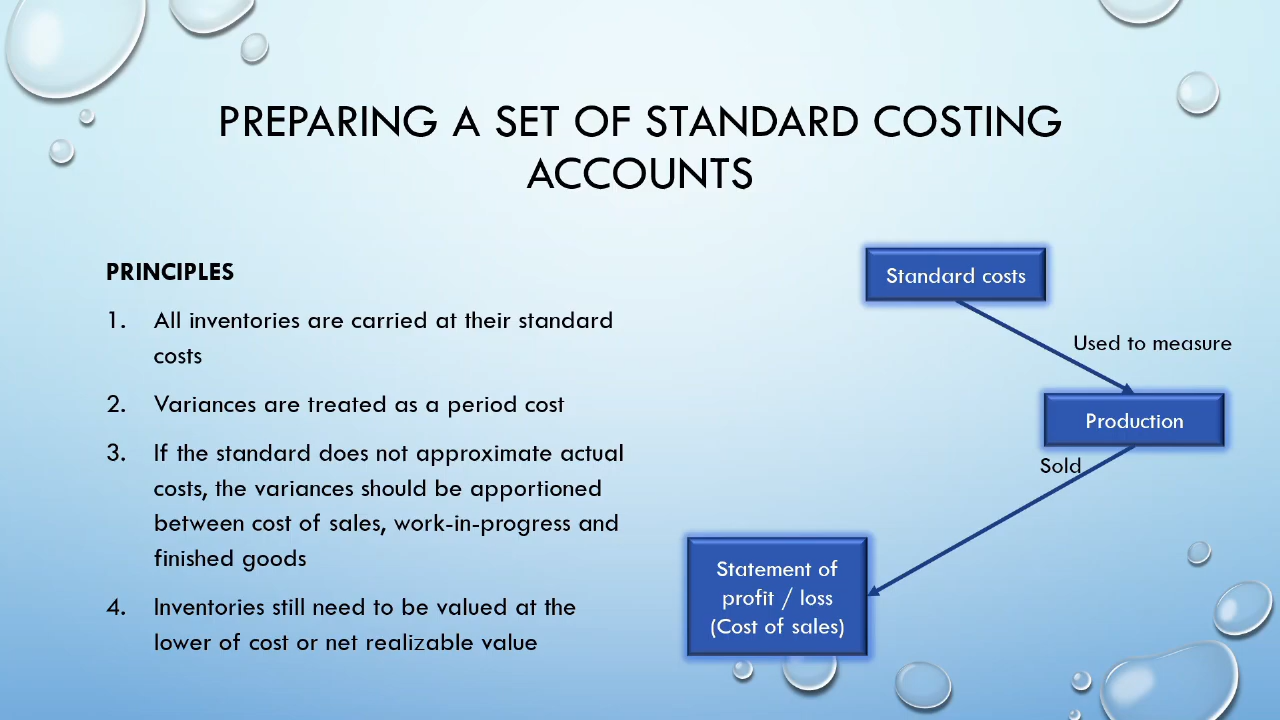 PREPARING A SET OF STANDARD COSTING
ACCOUNTS
PRINCIPLES
1. All inventories are carried at their standard
costs
2. Variances are treated as a period cost
3. If the standard does not approximate actual
costs, the variances should be apportioned
between cost of sales, work-in-progress and
finished goods
4. Inventories still need to be valued at the
lower of cost or net realizable value
Standard costs
Used to measure
Production
Sold
Statement of
profit / loss
(Cost of sales)